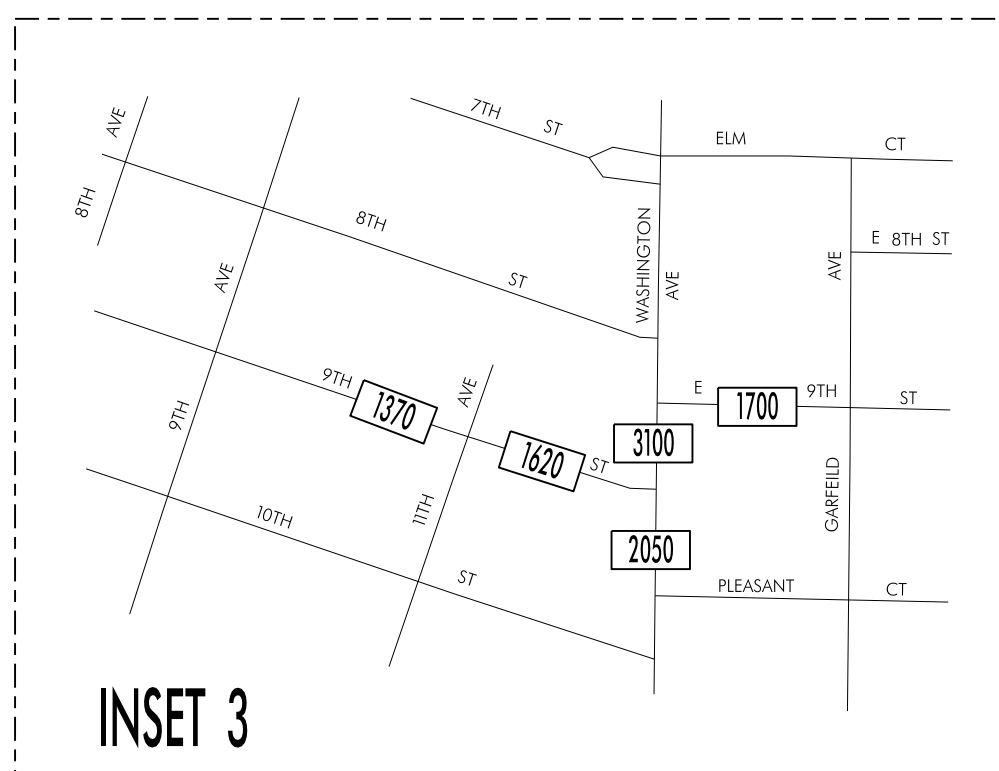 7TH ST
ELM CT
8TH AVE
8TH ST
E 8TH ST
WASHINGTON AVE
GARFEILD AVE
9TH AVE
9TH ST
1370
1620
11TH AVE
E 9TH ST
1700
3100
2050
10TH ST
PLEASANT CT
INSET 3